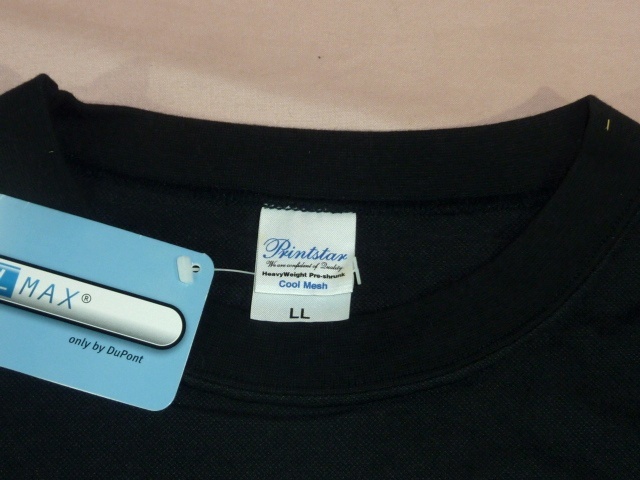 Printstar
We are confident of Quality
HeavyWeight Pre-shrunk
Cool Mesh
LL
L MAX®
only by DuPont